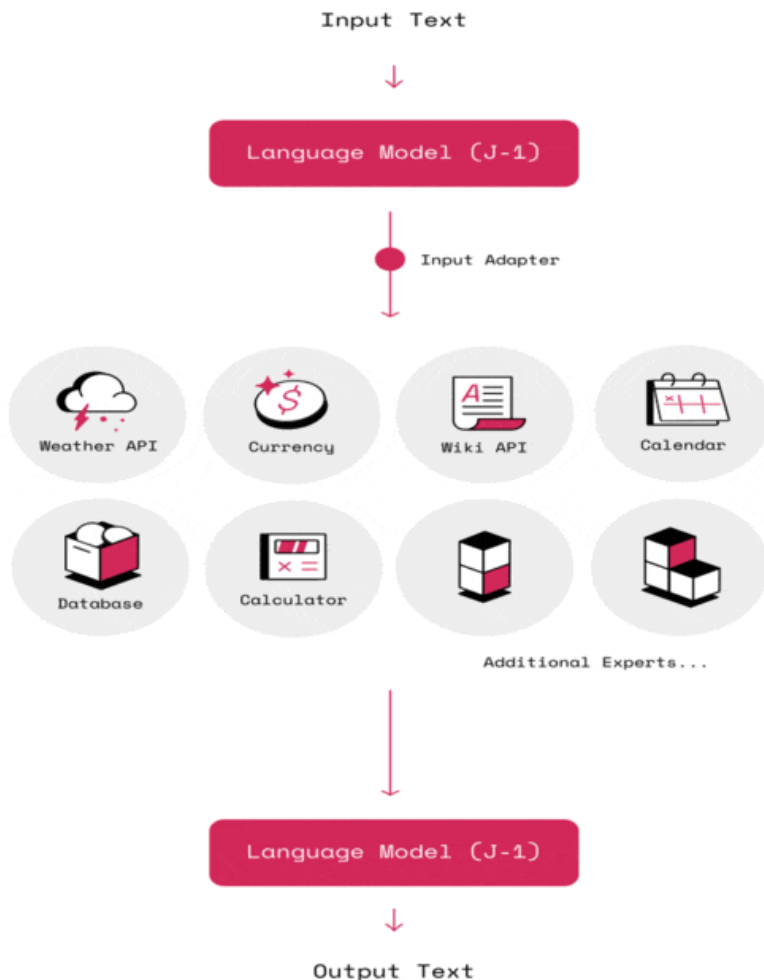 Input Text
Language Model (J-1)
Input Adapter
Weather API
Currency
Wiki API
Calendar
Database
Calculator
Additional Experts...
Language Model (J-1)
Output Text